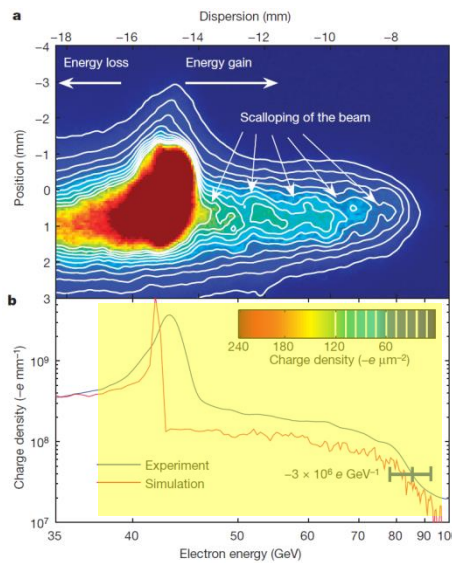 Dispersion (mm)
a
−18 −16 −14 −12 −10 −8
−4
Energy loss Energy gain
−3
−2
Scalloping of the beam
−1
Position (mm)
0
1
2
b
3
240 180 120 60
10⁹
Charge density (−e µm⁻²)
Charge density (−e mm⁻¹)
10⁸
Experiment
Simulation
−3 × 10⁶ e GeV⁻¹
10⁷
35 40 50 60 70 80 90 100
Electron energy (GeV)